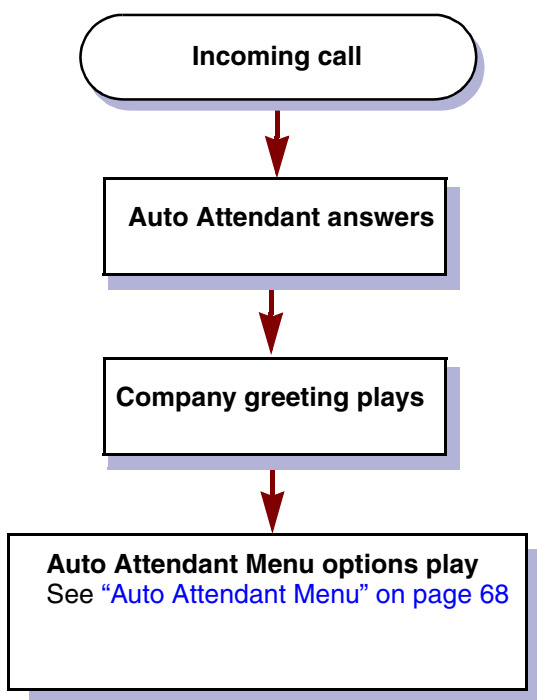 Incoming call
Auto Attendant answers
Company greeting plays
Auto Attendant Menu options play
See “Auto Attendant Menu” on page 68